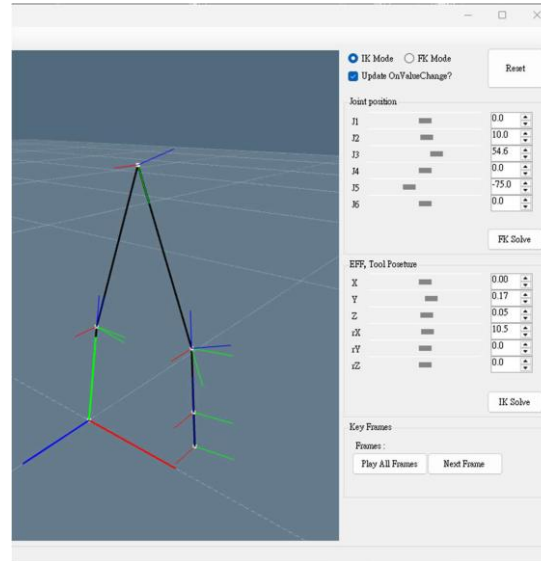 IK Mode FK Mode Reset
Update OnValueChange?
Joint position
J1 0.0
J2 10.0
J3 54.6
J4 0.0
J5 -75.0
J6 0.0
FK Solve
EFF, Tool Poseture
X 0.00
Y 0.17
Z 0.05
rX 10.5
rY 0.0
rZ 0.0
IK Solve
Key Frames
Frames :
Play All Frames Next Frame